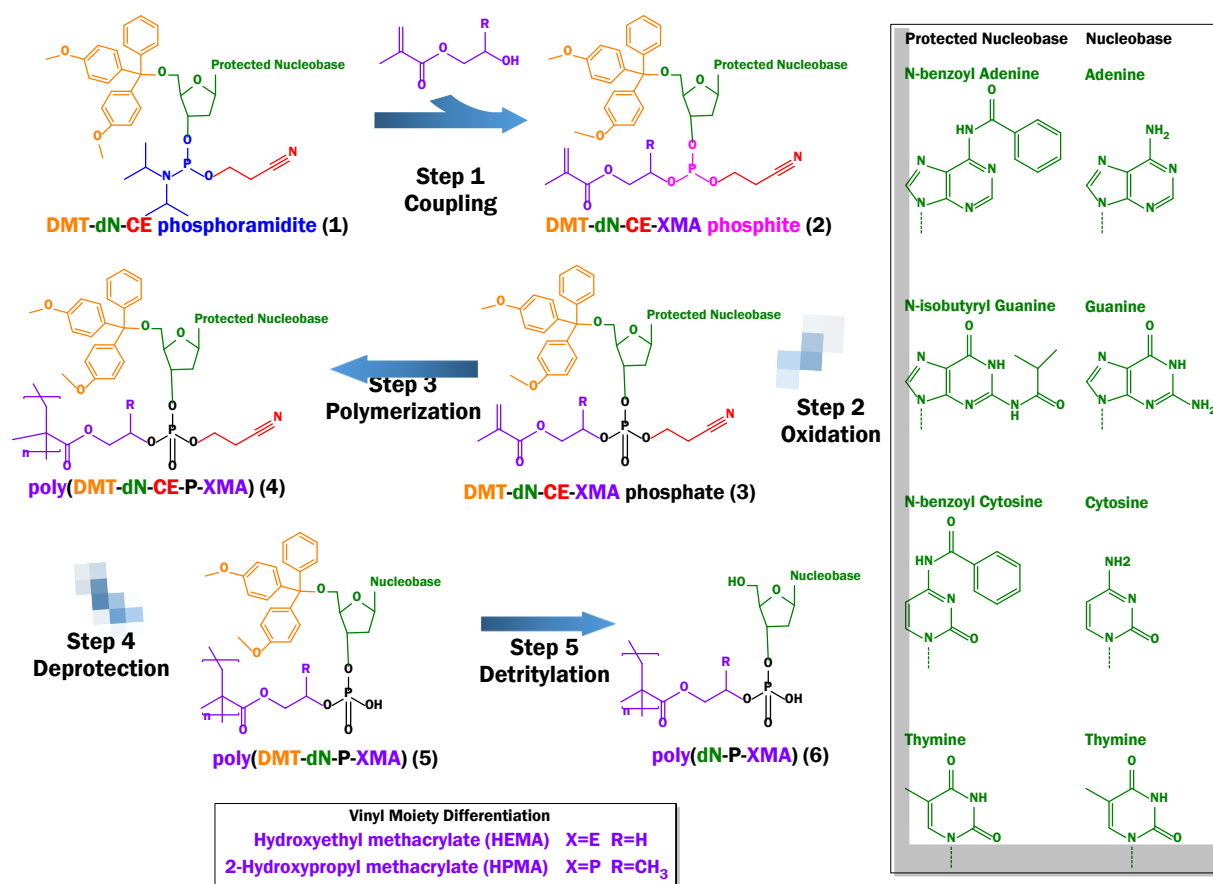 Protected Nucleobase
DMT-dN-CE phosphoramidite (1)
Step 1
Coupling
Protected Nucleobase
DMT-dN-CE-XMA phosphite (2)
Step 2
Oxidation
Protected Nucleobase
DMT-dN-CE-XMA phosphate (3)
Step 3
Polymerization
Protected Nucleobase
poly(DMT-dN-CE-P-XMA) (4)
Step 4
Deprotection
Nucleobase
poly(DMT-dN-P-XMA) (5)
Step 5
Detritylation
Nucleobase
poly(dN-P-XMA) (6)
Vinyl Moiety Differentiation
Hydroxyethyl methacrylate (HEMA) X=E R=H
2-Hydroxypropyl methacrylate (HPMA) X=P R=CH₃
Protected Nucleobase Nucleobase
N-benzoyl Adenine Adenine
N-isobutyryl Guanine Guanine
N-benzoyl Cytosine Cytosine
Thymine Thymine